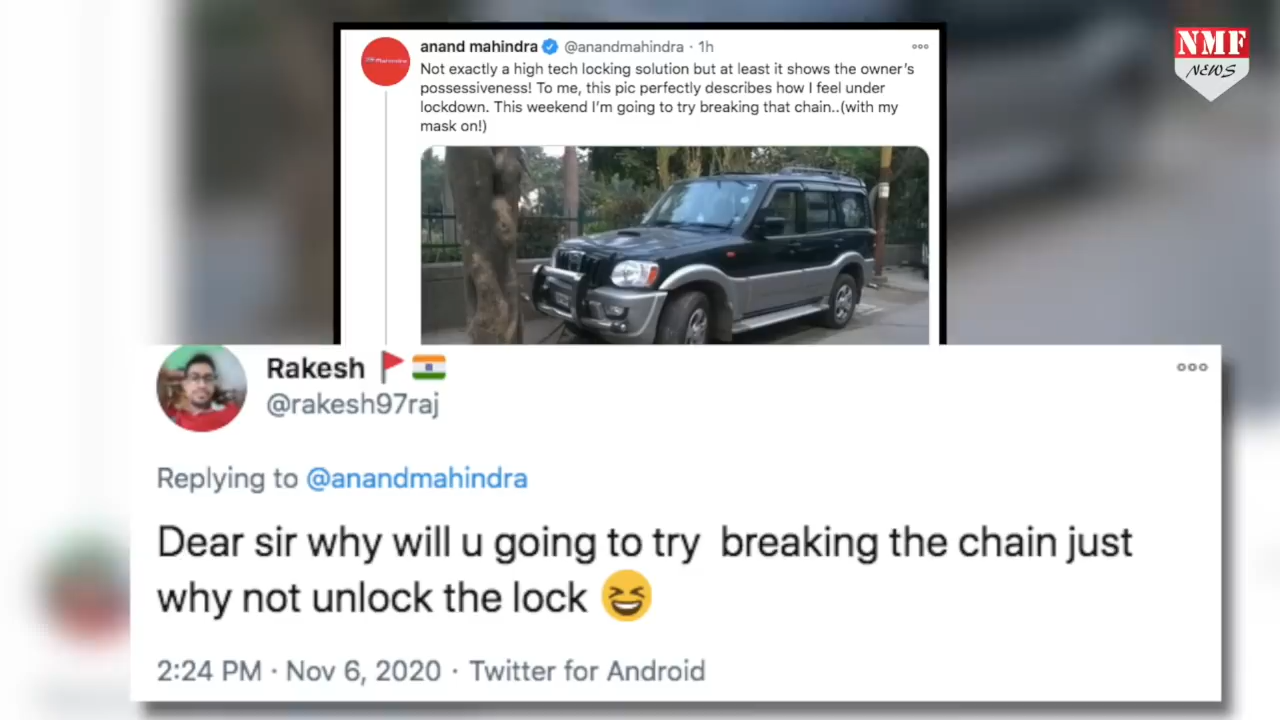 anand mahindra @anandmahindra · 1h
Not exactly a high tech locking solution but at least it shows the owner's
possessiveness! To me, this pic perfectly describes how I feel under
lockdown. This weekend I'm going to try breaking that chain..(with my
mask on!)
NMF
NEWS
Rakesh 🚩🇮🇳
@rakesh97raj
Replying to @anandmahindra
Dear sir why will u going to try breaking the chain just
why not unlock the lock 😆
2:24 PM · Nov 6, 2020 · Twitter for Android